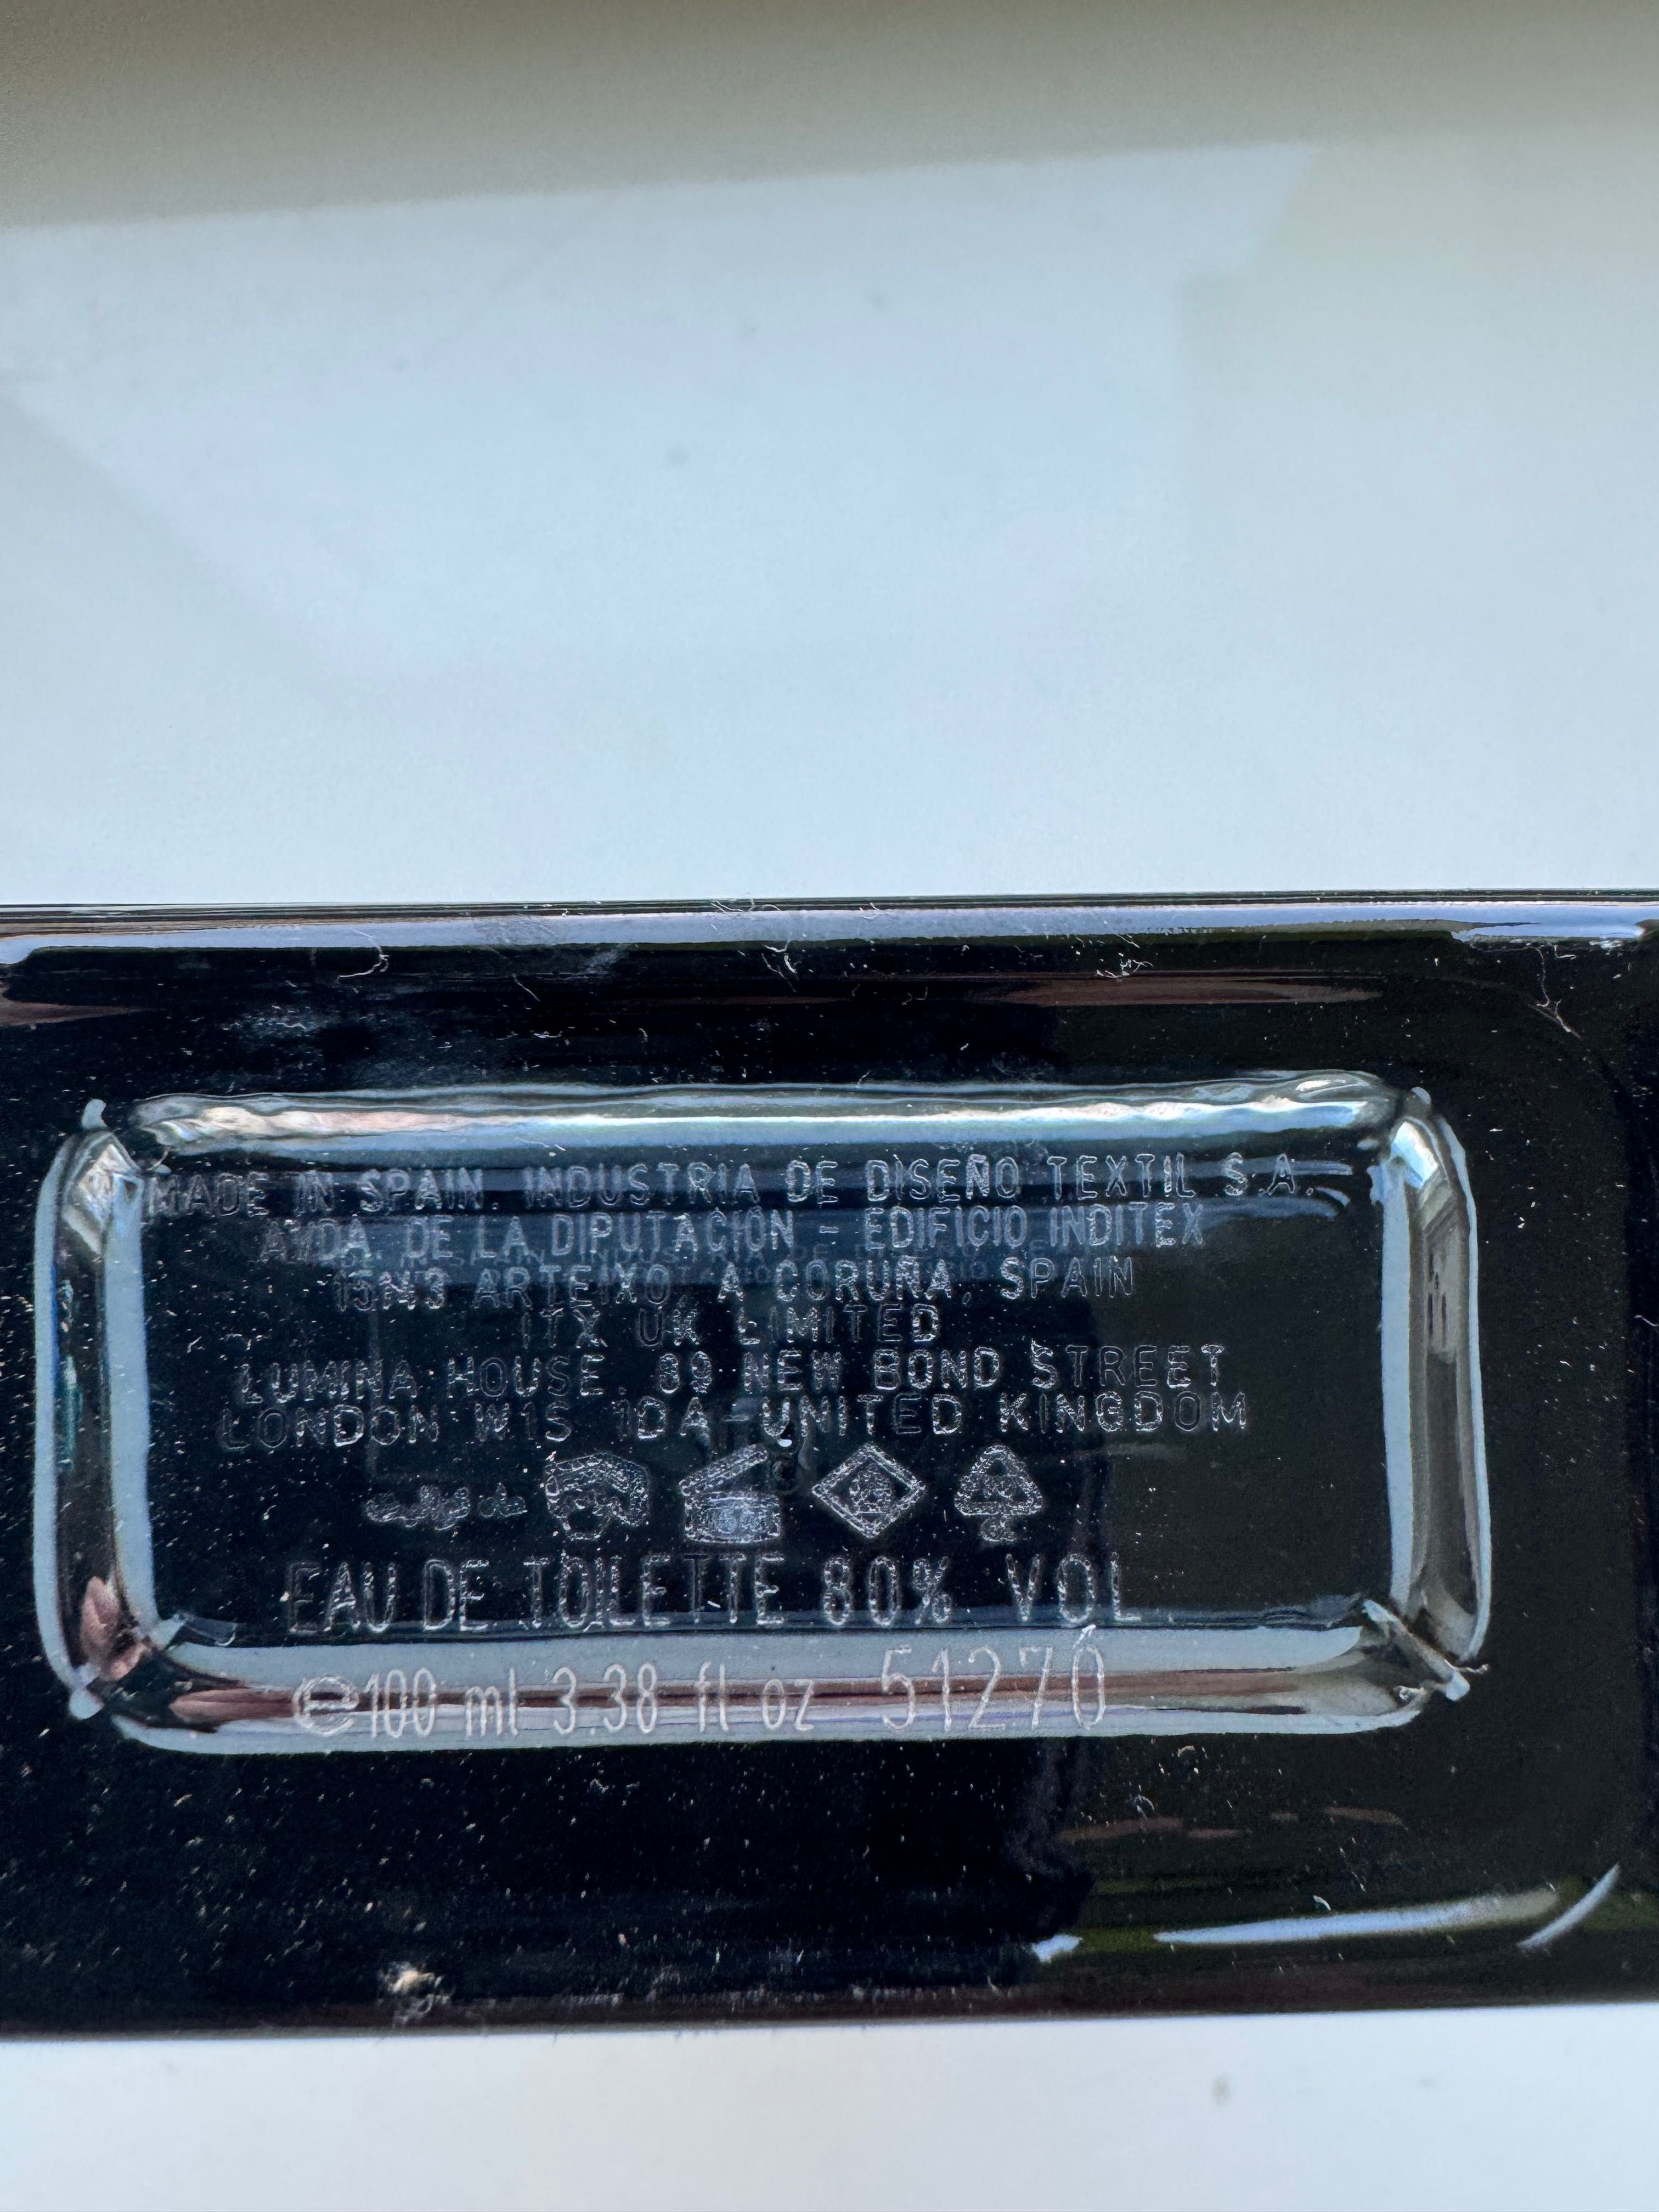 MADE IN SPAIN. INDUSTRIA DE DISEÑO TEXTIL S.A.
AVDA. DE LA DIPUTACIÓN - EDIFICIO INDITEX
ARTEIXO, A CORUÑA, SPAIN
ITX UK LIMITED
LUMINA HOUSE, 89 NEW BOND STREET
LONDON W1S 1DA - UNITED KINGDOM
EAU DE TOILETTE 80% VOL
℮100 ml 3.38 fl oz 51270